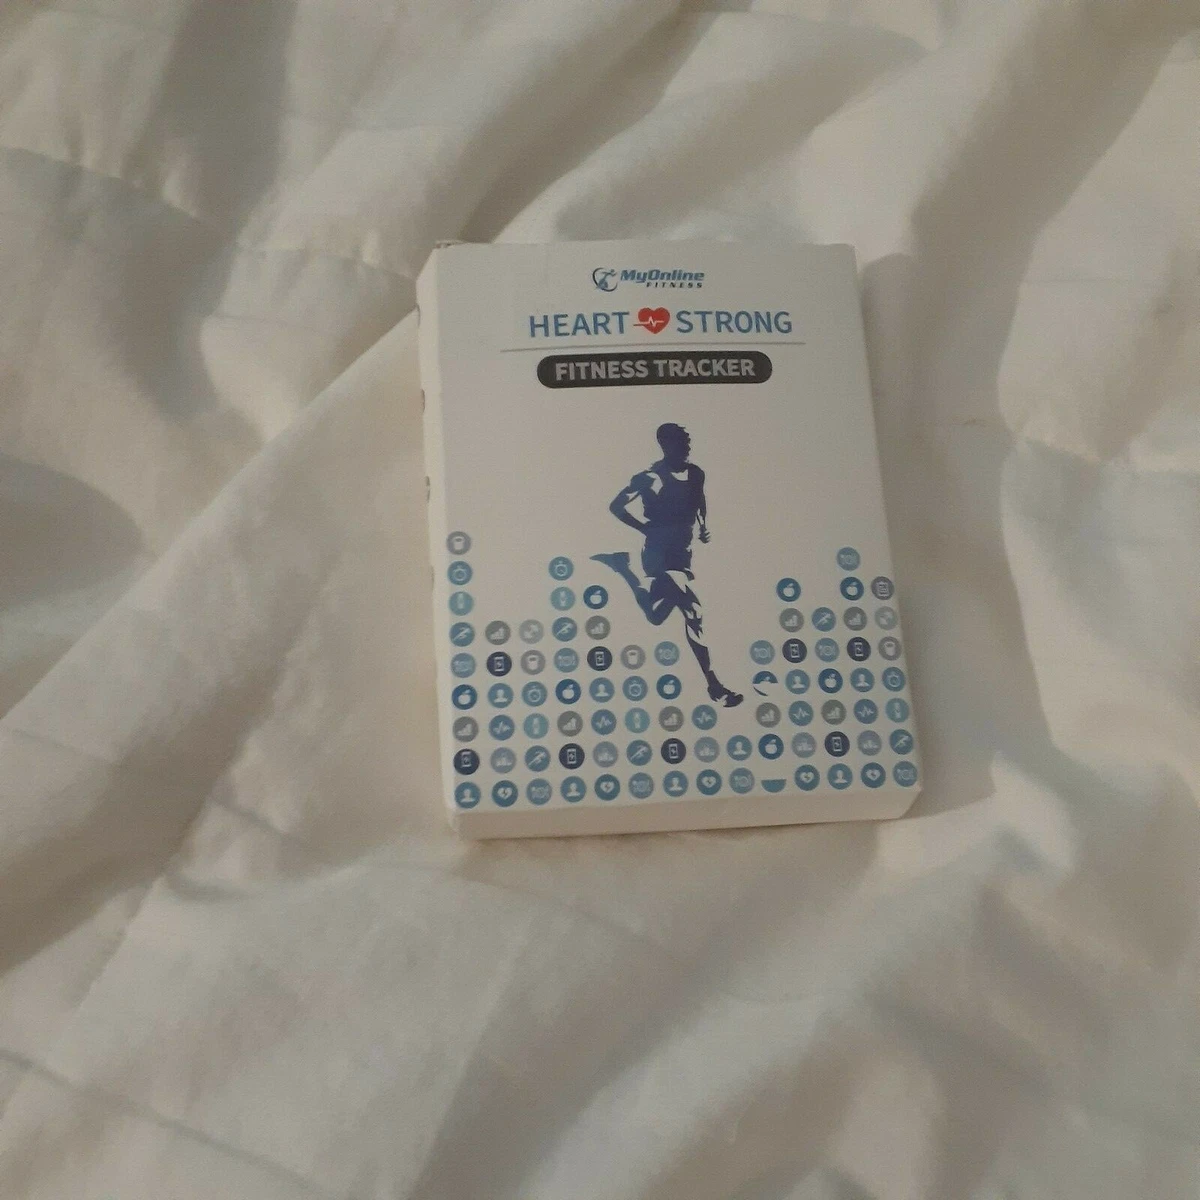 MyOnline
FITNESS
HEART STRONG
FITNESS TRACKER